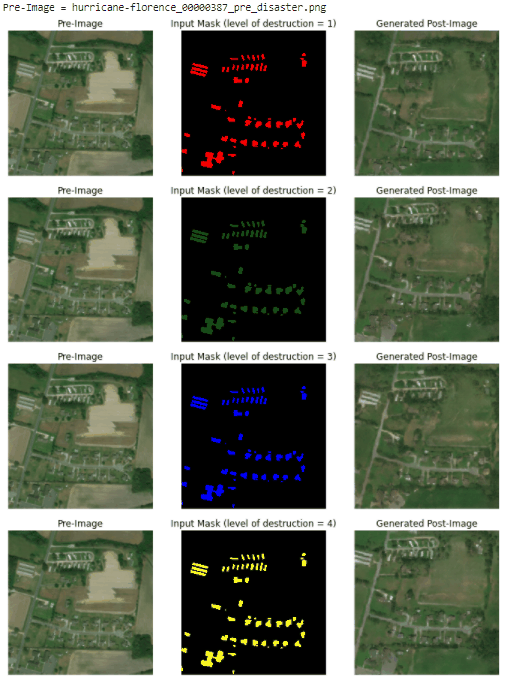 Pre-Image = hurricane-florence_00000387_pre_disaster.png
Pre-Image Input Mask (level of destruction = 1) Generated Post-Image
Pre-Image Input Mask (level of destruction = 2) Generated Post-Image
Pre-Image Input Mask (level of destruction = 3) Generated Post-Image
Pre-Image Input Mask (level of destruction = 4) Generated Post-Image